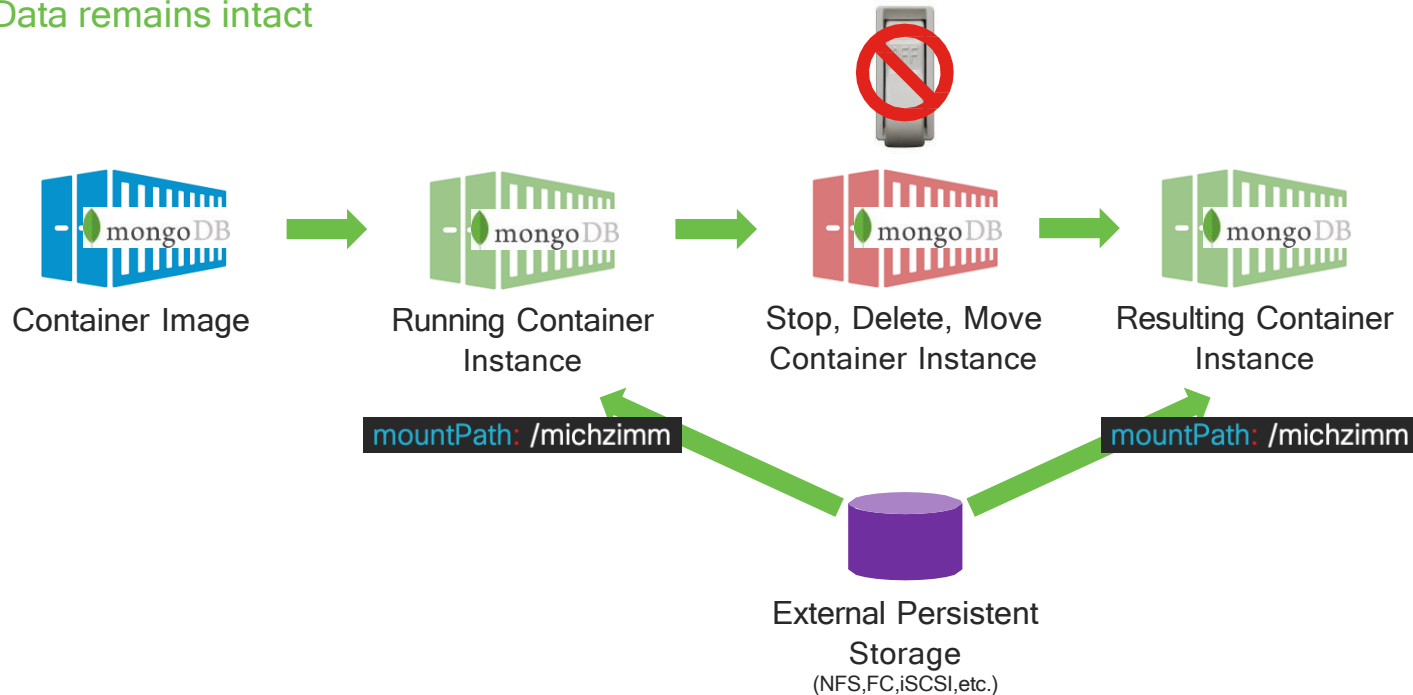 Data remains intact
OFF
mongoDB
mongoDB
mongoDB
mongoDB
Container Image
Running Container
Instance
Stop, Delete, Move
Container Instance
Resulting Container
Instance
mountPath: /michzimm
mountPath: /michzimm
External Persistent
Storage
(NFS,FC,iSCSI,etc.)